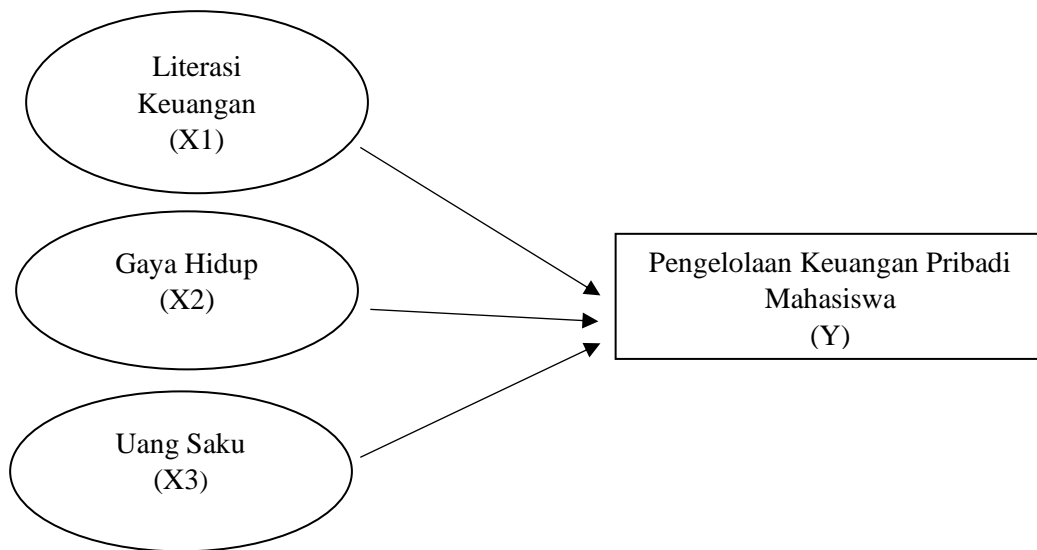 Literasi
Keuangan
(X1)
Gaya Hidup
(X2)
Uang Saku
(X3)
Pengelolaan Keuangan Pribadi
Mahasiswa
(Y)